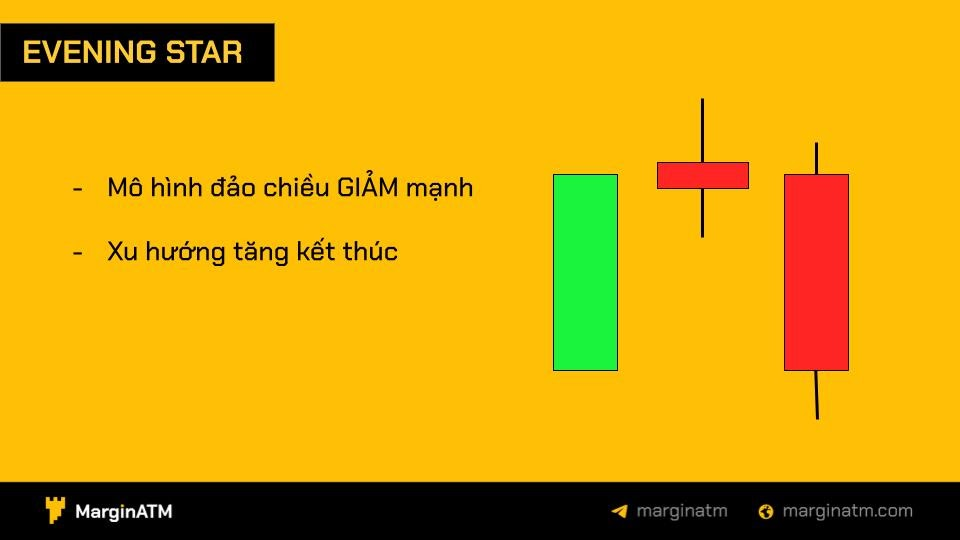 EVENING STAR
- Mô hình đảo chiều GIẢM mạnh
- Xu hướng tăng kết thúc
MarginATM
marginatm
marginatm.com